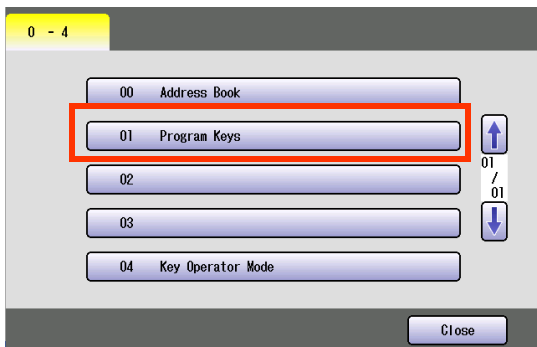 0 - 4
00 Address Book
01 Program Keys
02
03
04 Key Operator Mode
01
/
01
Close